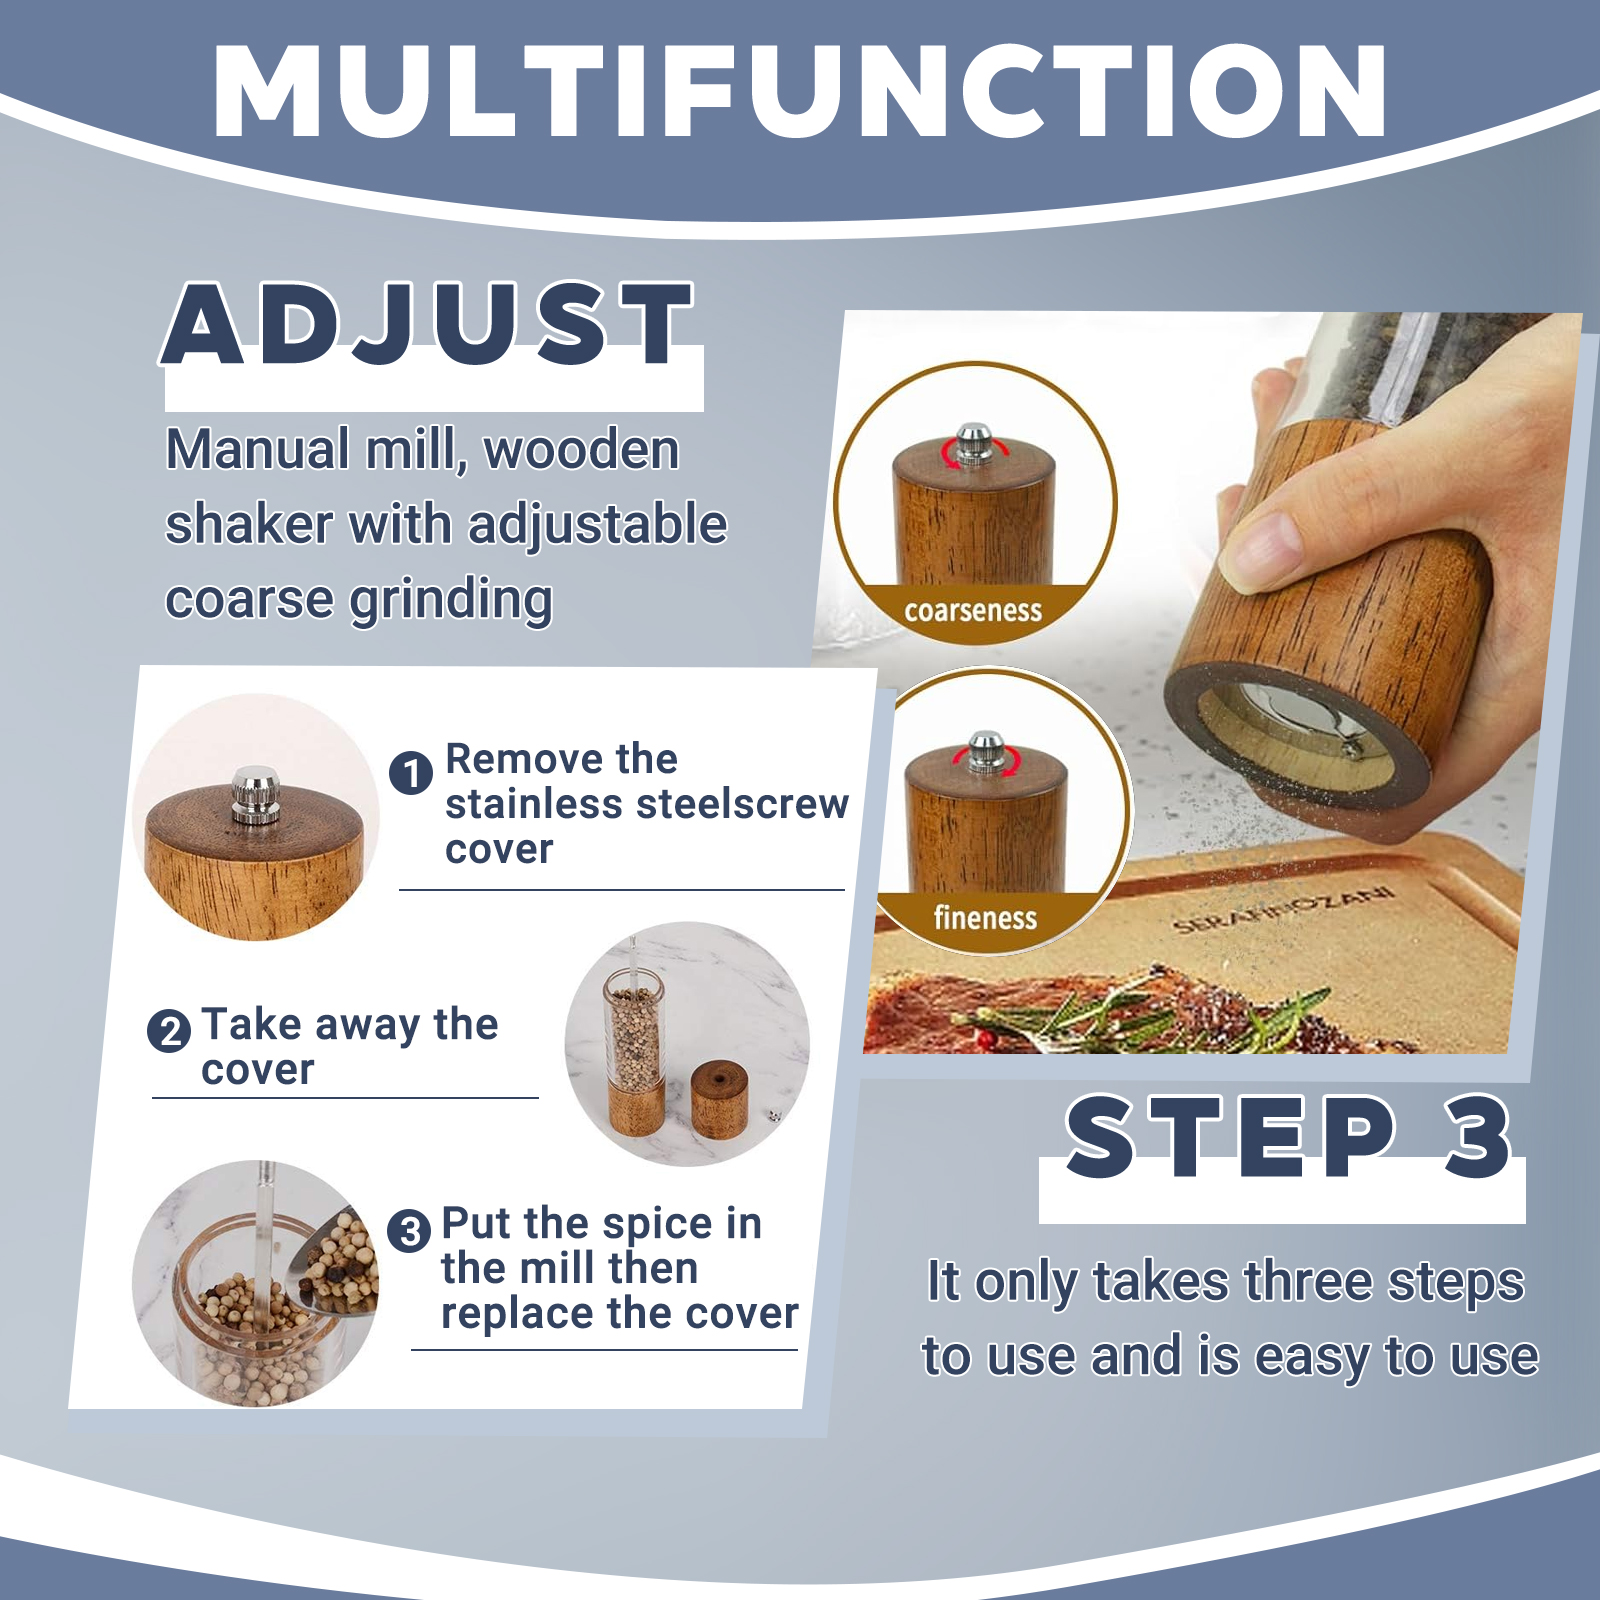 MULTIFUNCTION
ADJUST
Manual mill, wooden
shaker with adjustable
coarse grinding
coarseness
fineness
1 Remove the
stainless steelscrew
cover
2 Take away the
cover
3 Put the spice in
the mill then
replace the cover
STEP 3
It only takes three steps
to use and is easy to use